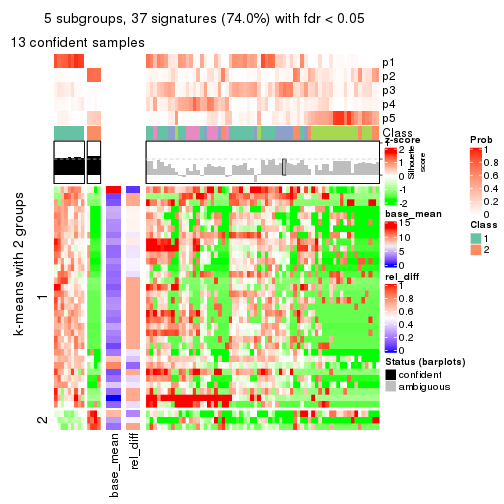 5 subgroups, 37 signatures (74.0%) with fdr < 0.05
13 confident samples
p1
p2
p3
p4
p5
Class
Silhouette
score
k-means with 2 groups
1
2
base_mean
rel_diff
z-score
2
1
0
-1
-2
base_mean
15
10
5
0
rel_diff
1
0.8
0.6
0.4
0.2
0
Status (barplots)
confident
ambiguous
Prob
1
0.8
0.6
0.4
0.2
0
Class
1
2